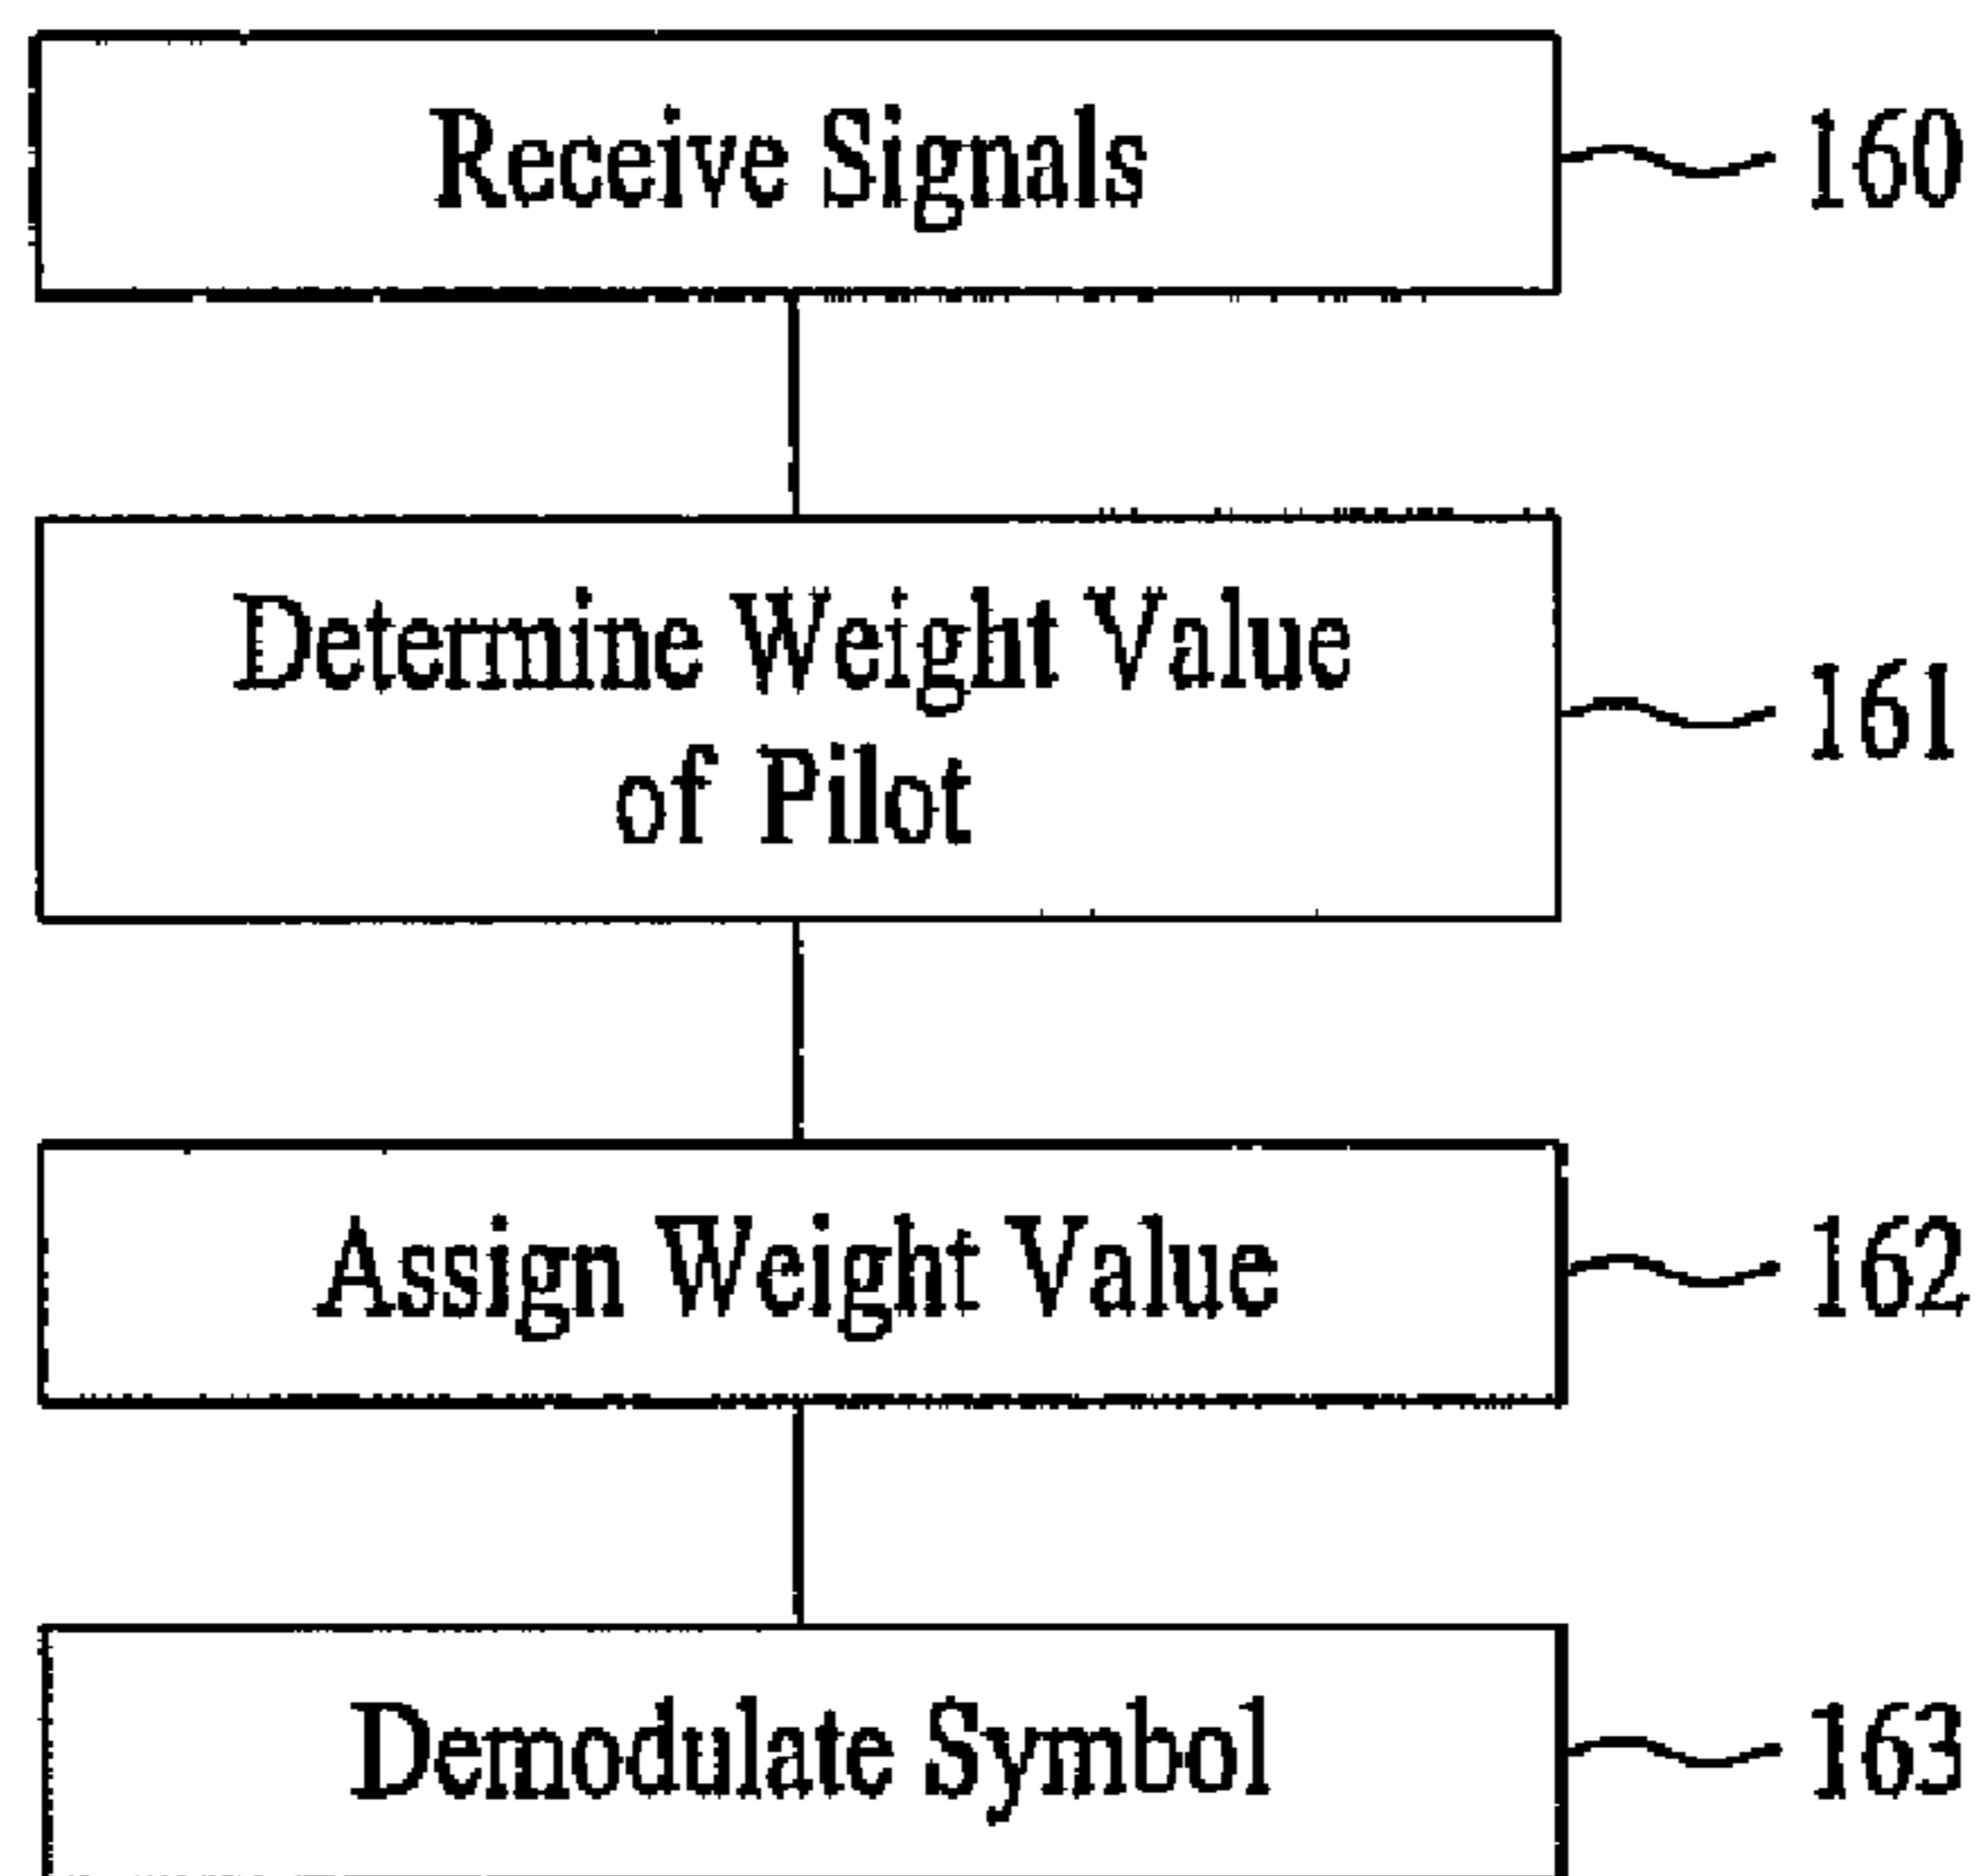 Receive Signals 160
Determine Weight Value
of Pilot
161
Assign Weight Value 162
Demodulate Symbol 163